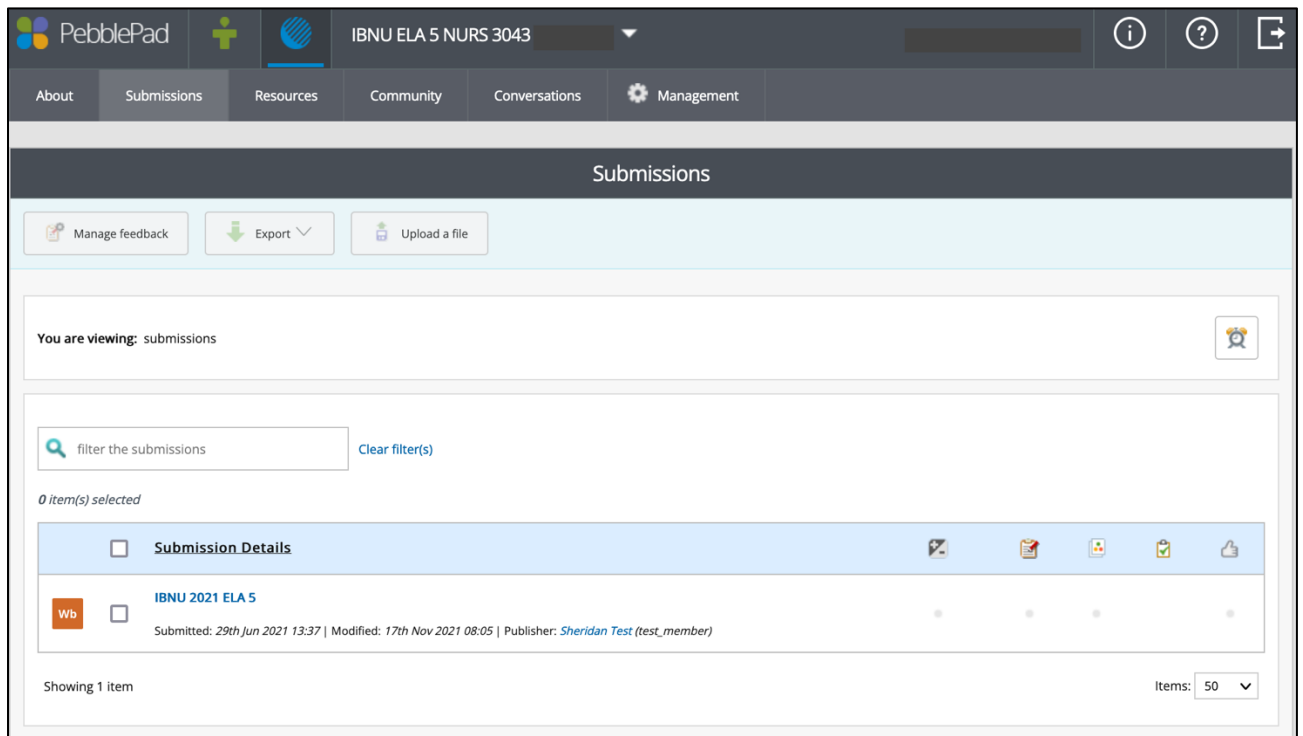 PebblePad
IBNU ELA 5 NURS 3043
About Submissions Resources Community Conversations Management
Submissions
Manage feedback Export Upload a file
You are viewing: submissions
filter the submissions Clear filter(s)
0 item(s) selected
Submission Details
Wb IBNU 2021 ELA 5
Submitted: 29th Jun 2021 13:37 | Modified: 17th Nov 2021 08:05 | Publisher: Sheridan Test (test_member)
Showing 1 item Items: 50